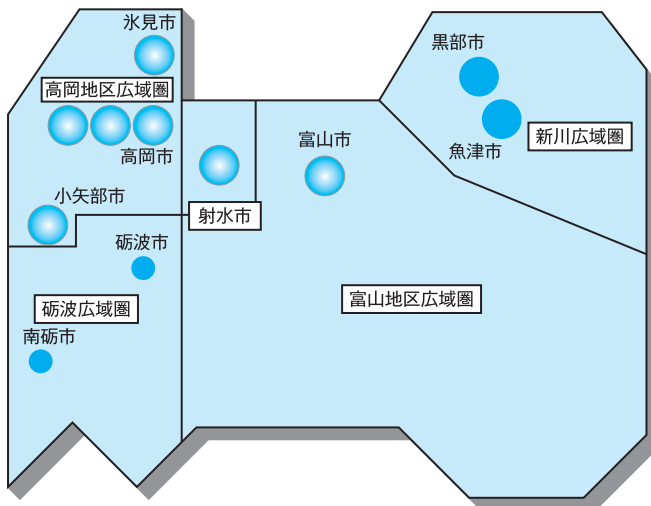 氷見市
黒部市
高岡地区広域圏
高岡市
富山市
魚津市
新川広域圏
小矢部市
射水市
砺波市
砺波広域圏
富山地区広域圏
南砺市